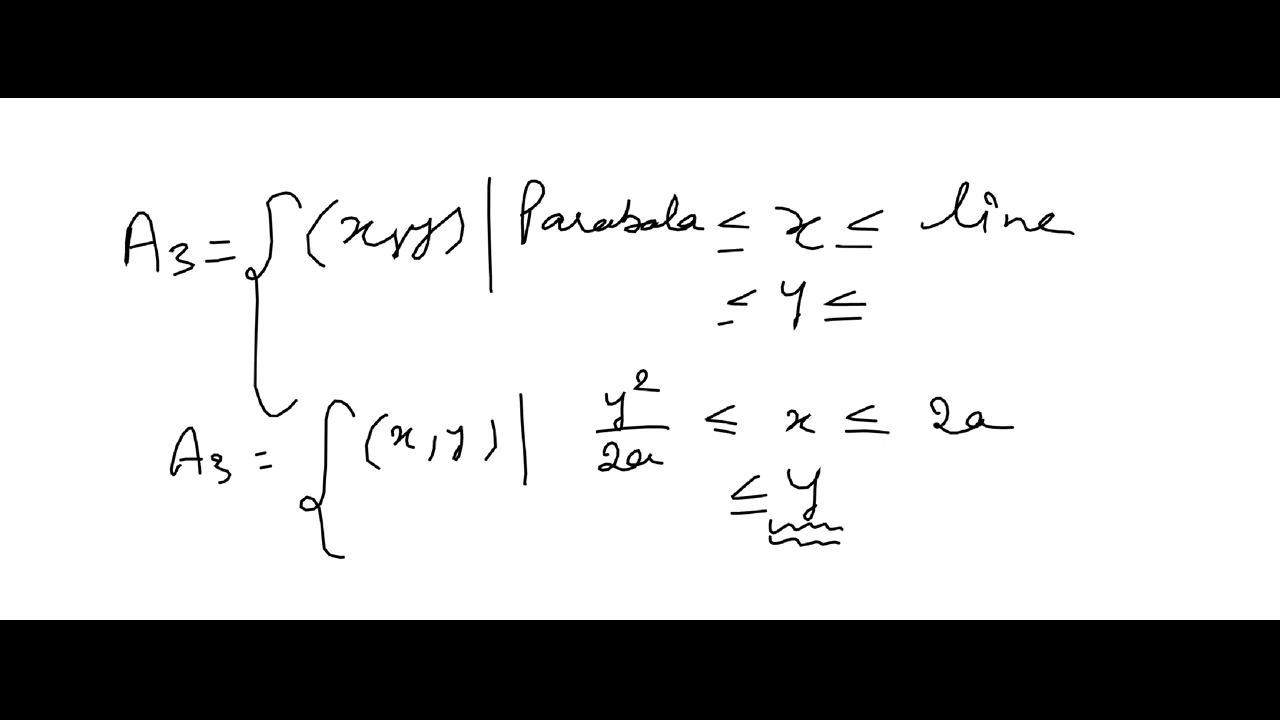 A₃ = { (x,y) | Parabola ≤ x ≤ line
≤ y ≤
A₃ = { (x,y) | y²/2a ≤ x ≤ 2a
≤ y